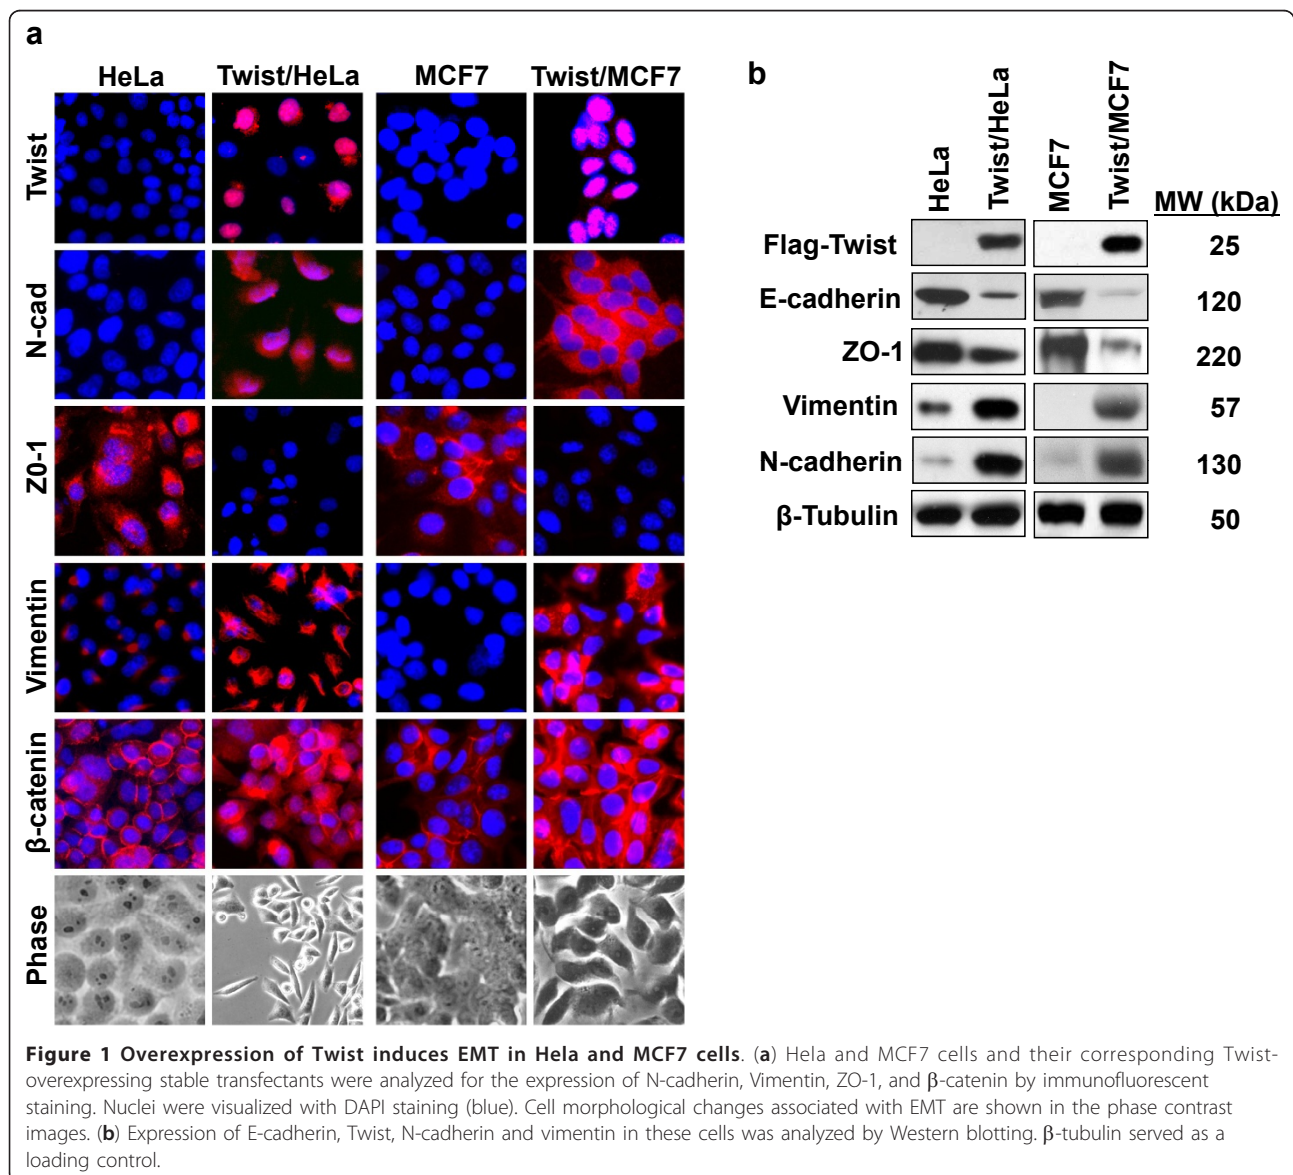 a
HeLa Twist/HeLa MCF7 Twist/MCF7
Twist
N-cad
Z0-1
Vimentin
β-catenin
Phase
b
HeLa
Twist/HeLa
MCF7
Twist/MCF7
MW (kDa)
Flag-Twist 25
E-cadherin 120
ZO-1 220
Vimentin 57
N-cadherin 130
β-Tubulin 50
Figure 1 Overexpression of Twist induces EMT in Hela and MCF7 cells. (a) Hela and MCF7 cells and their corresponding Twist-
overexpressing stable transfectants were analyzed for the expression of N-cadherin, Vimentin, ZO-1, and β-catenin by immunofluorescent
staining. Nuclei were visualized with DAPI staining (blue). Cell morphological changes associated with EMT are shown in the phase contrast
images. (b) Expression of E-cadherin, Twist, N-cadherin and vimentin in these cells was analyzed by Western blotting. β-tubulin served as a
loading control.